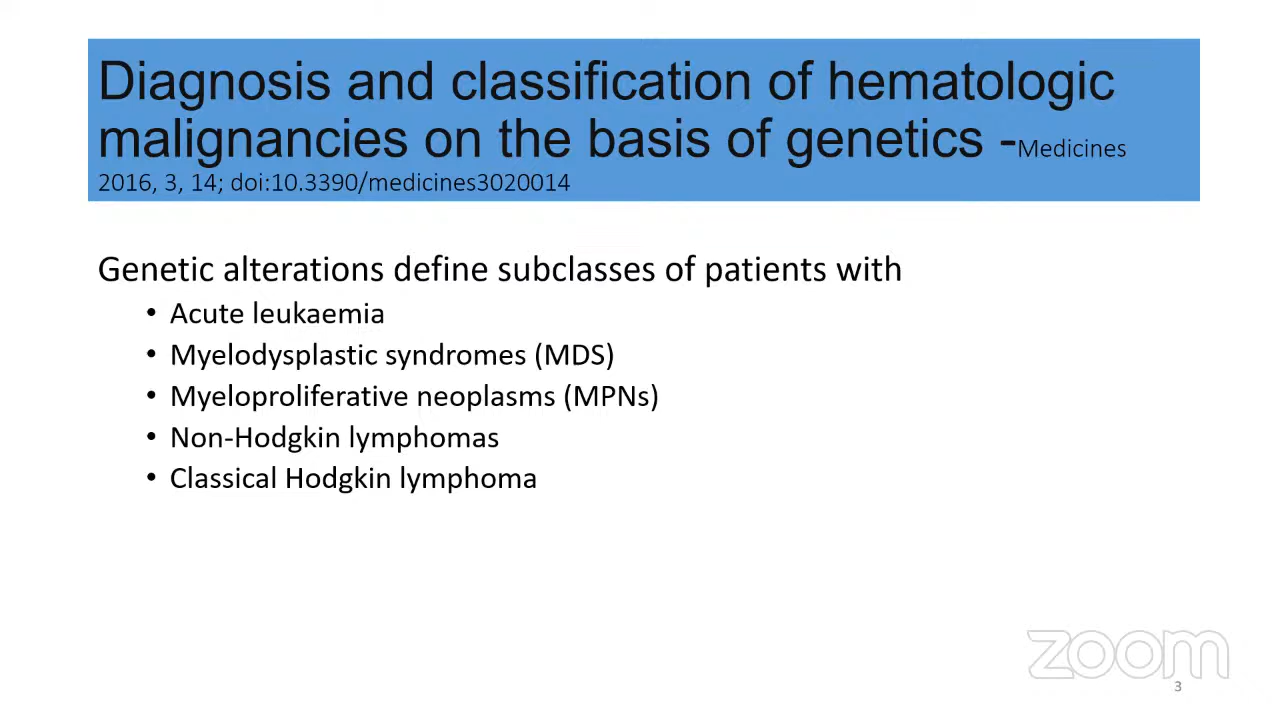 Diagnosis and classification of hematologic
malignancies on the basis of genetics -Medicines
2016, 3, 14; doi:10.3390/medicines3020014
Genetic alterations define subclasses of patients with
• Acute leukaemia
• Myelodysplastic syndromes (MDS)
• Myeloproliferative neoplasms (MPNs)
• Non-Hodgkin lymphomas
• Classical Hodgkin lymphoma
zoom
3